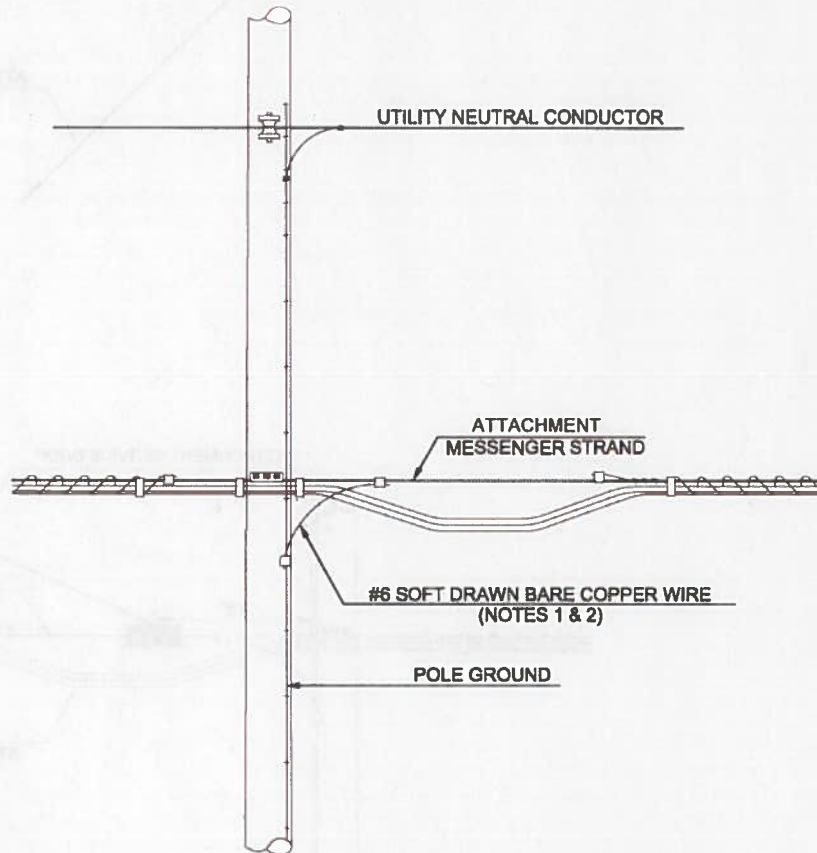 UTILITY NEUTRAL CONDUCTOR
ATTACHMENT
MESSENGER STRAND
#6 SOFT DRAWN BARE COPPER WIRE
(NOTES 1 & 2)
POLE GROUND